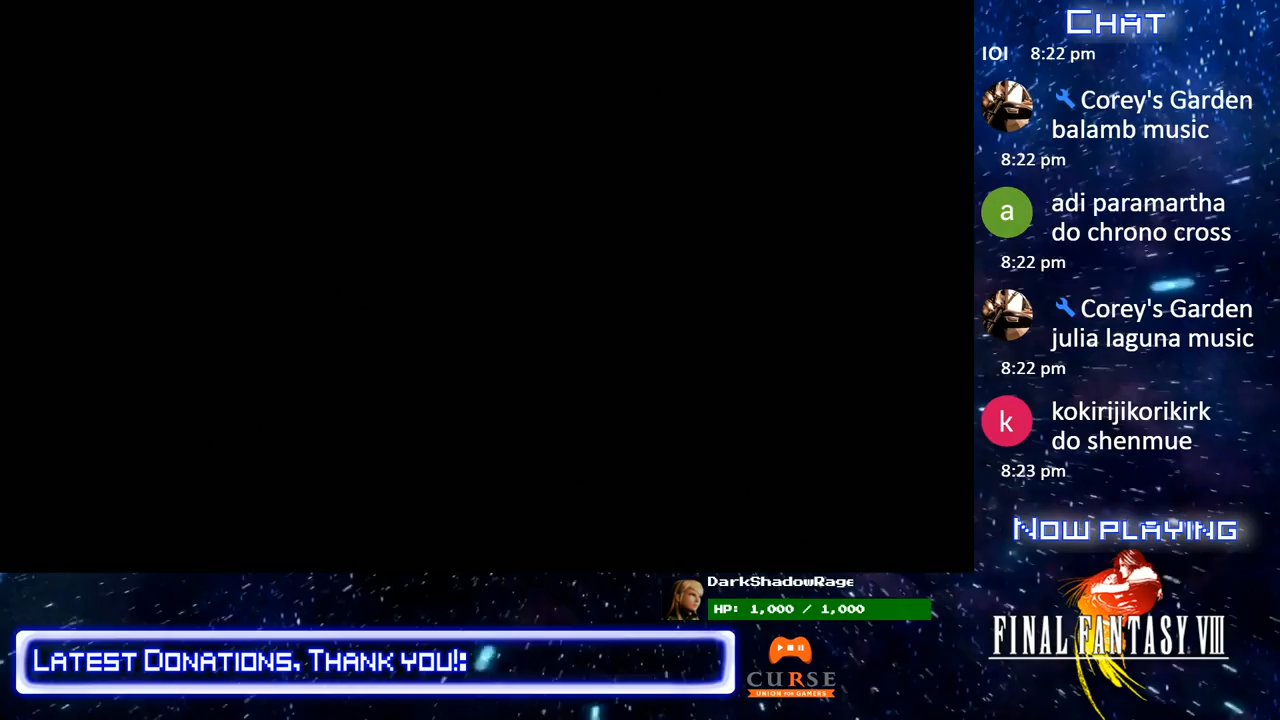 Chat
IOI 8:22 pm
Corey's Garden
balamb music
8:22 pm
a
adi paramartha
do chrono cross
8:22 pm
Corey's Garden
julia laguna music
8:22 pm
k
kokirijikorikirk
do shenmue
8:23 pm
Now playing
FINAL FANTASY VIII
DarkShadowRage
HP: 1,000 / 1,000
Latest Donations, Thank you!:
CURSE
UNION FOR GAMERS